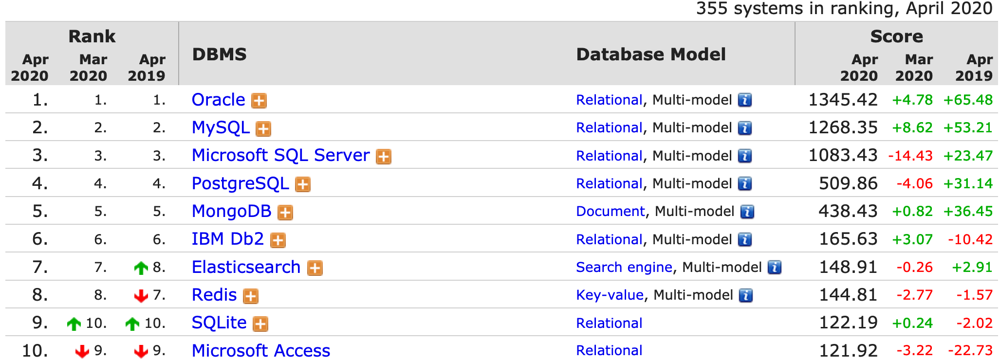 355 systems in ranking, April 2020
Rank DBMS Database Model Score
Apr 2020 Mar 2020 Apr 2019 Apr 2020 Mar 2020 Apr 2019
1. 1. 1. Oracle Relational, Multi-model 1345.42 +4.78 +65.48
2. 2. 2. MySQL Relational, Multi-model 1268.35 +8.62 +53.21
3. 3. 3. Microsoft SQL Server Relational, Multi-model 1083.43 -14.43 +23.47
4. 4. 4. PostgreSQL Relational, Multi-model 509.86 -4.06 +31.14
5. 5. 5. MongoDB Document, Multi-model 438.43 +0.82 +36.45
6. 6. 6. IBM Db2 Relational, Multi-model 165.63 +3.07 -10.42
7. 7. 8. Elasticsearch Search engine, Multi-model 148.91 -0.26 +2.91
8. 8. 7. Redis Key-value, Multi-model 144.81 -2.77 -1.57
9. 10. 10. SQLite Relational 122.19 +0.24 -2.02
10. 9. 9. Microsoft Access Relational 121.92 -3.22 -22.73